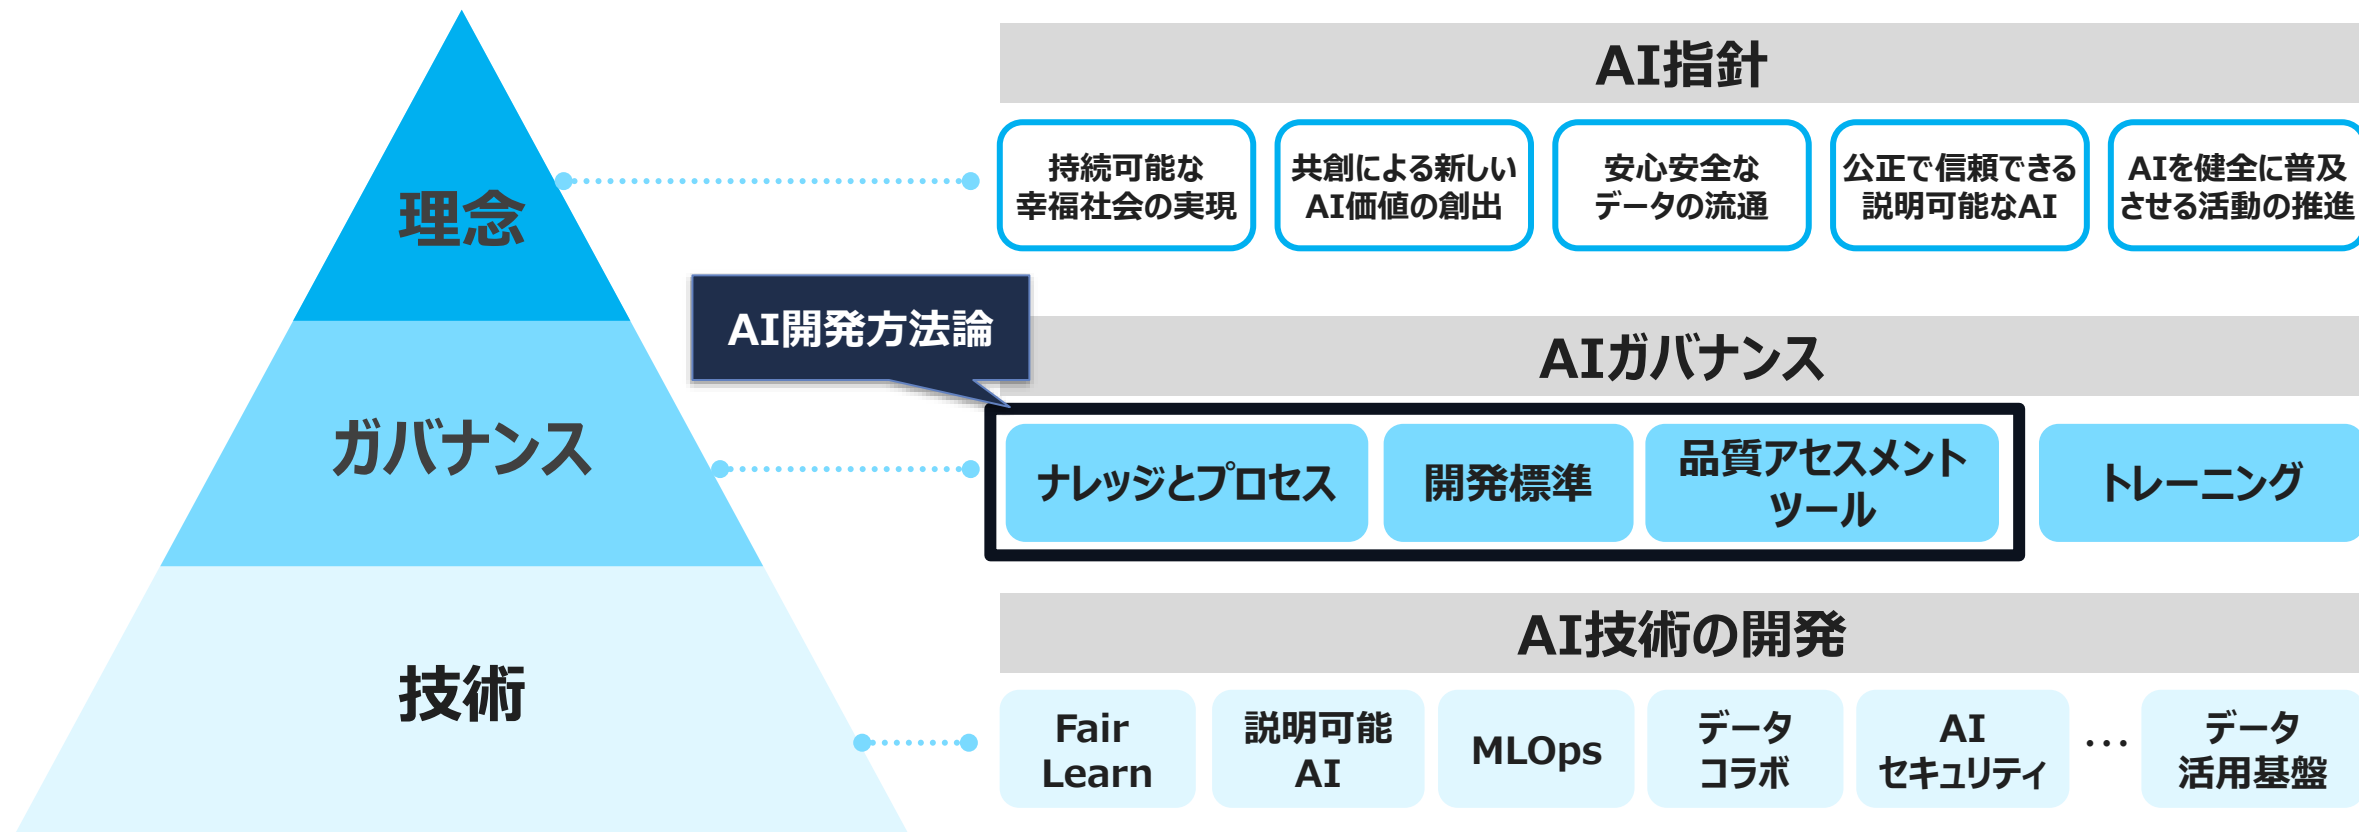 理念
AI指針
持続可能な
幸福社会の実現
共創による新しい
AI価値の創出
安心安全な
データの流通
公正で信頼できる
説明可能なAI
AIを健全に普及
させる活動の推進
AI開発方法論
ガバナンス
AIガバナンス
ナレッジとプロセス
開発標準
品質アセスメント
ツール
トレーニング
技術
AI技術の開発
Fair
Learn
説明可能
AI
MLOps
データ
コラボ
AI
セキュリティ
…
データ
活用基盤